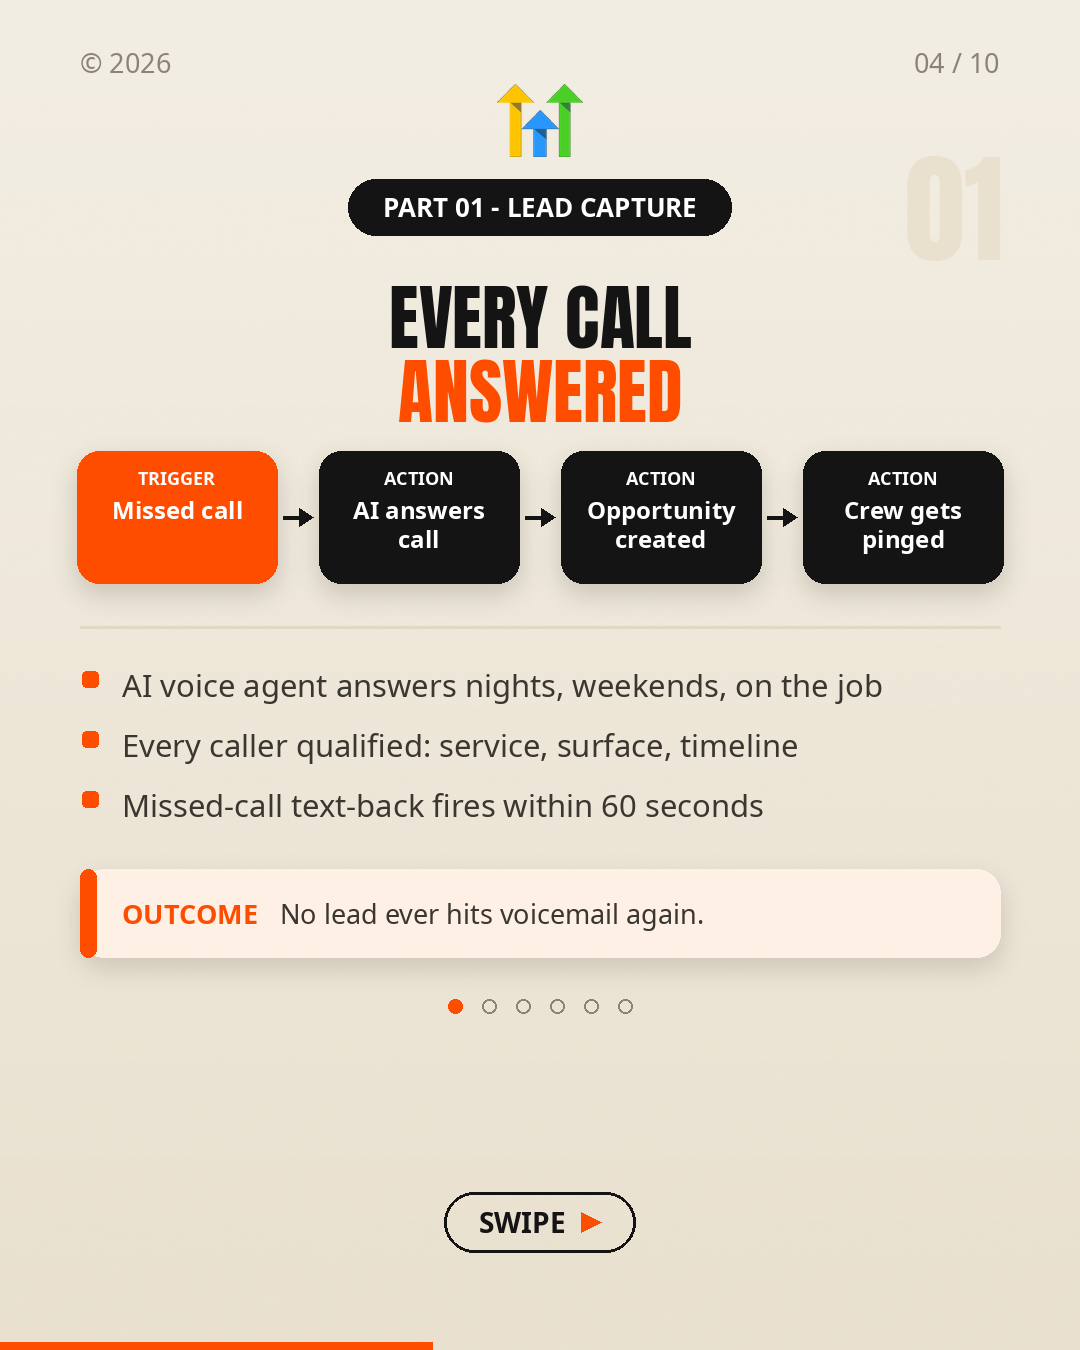 © 2026
04 / 10
PART 01 - LEAD CAPTURE
01
EVERY CALL
ANSWERED
TRIGGER
Missed call
ACTION
AI answers
call
ACTION
Opportunity
created
ACTION
Crew gets
pinged
AI voice agent answers nights, weekends, on the job
Every caller qualified: service, surface, timeline
Missed-call text-back fires within 60 seconds
OUTCOME No lead ever hits voicemail again.
SWIPE